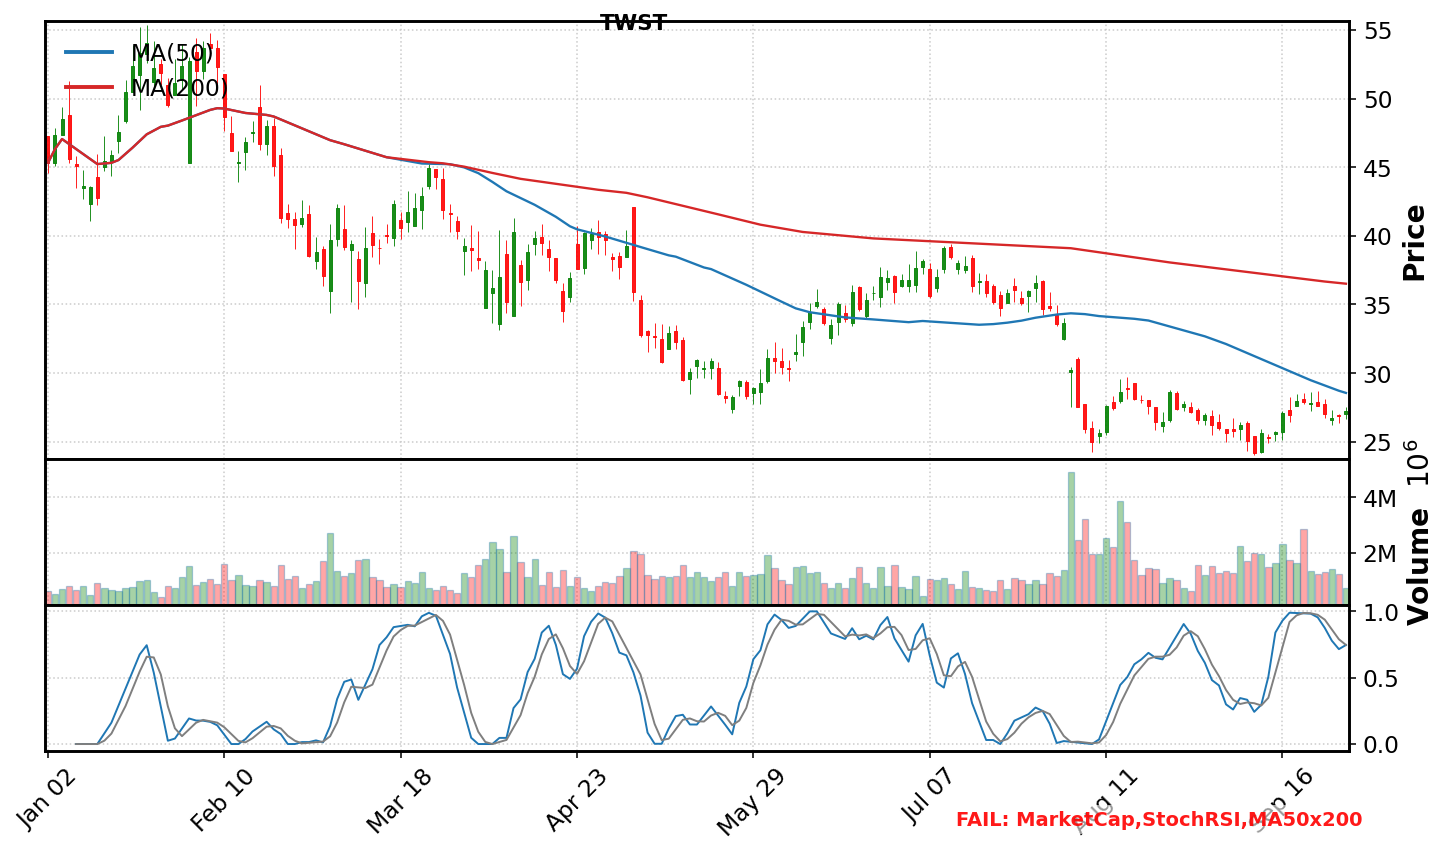 TWST
MA(50)
MA(200)
55
50
45
40
35
30
25
Price
4M
2M
Volume 10⁶
1.0
0.5
0.0
Jan 02
Feb 10
Mar 18
Apr 23
May 29
Jul 07
Aug 11
Sep 16
FAIL: MarketCap,StochRSI,MA50x200